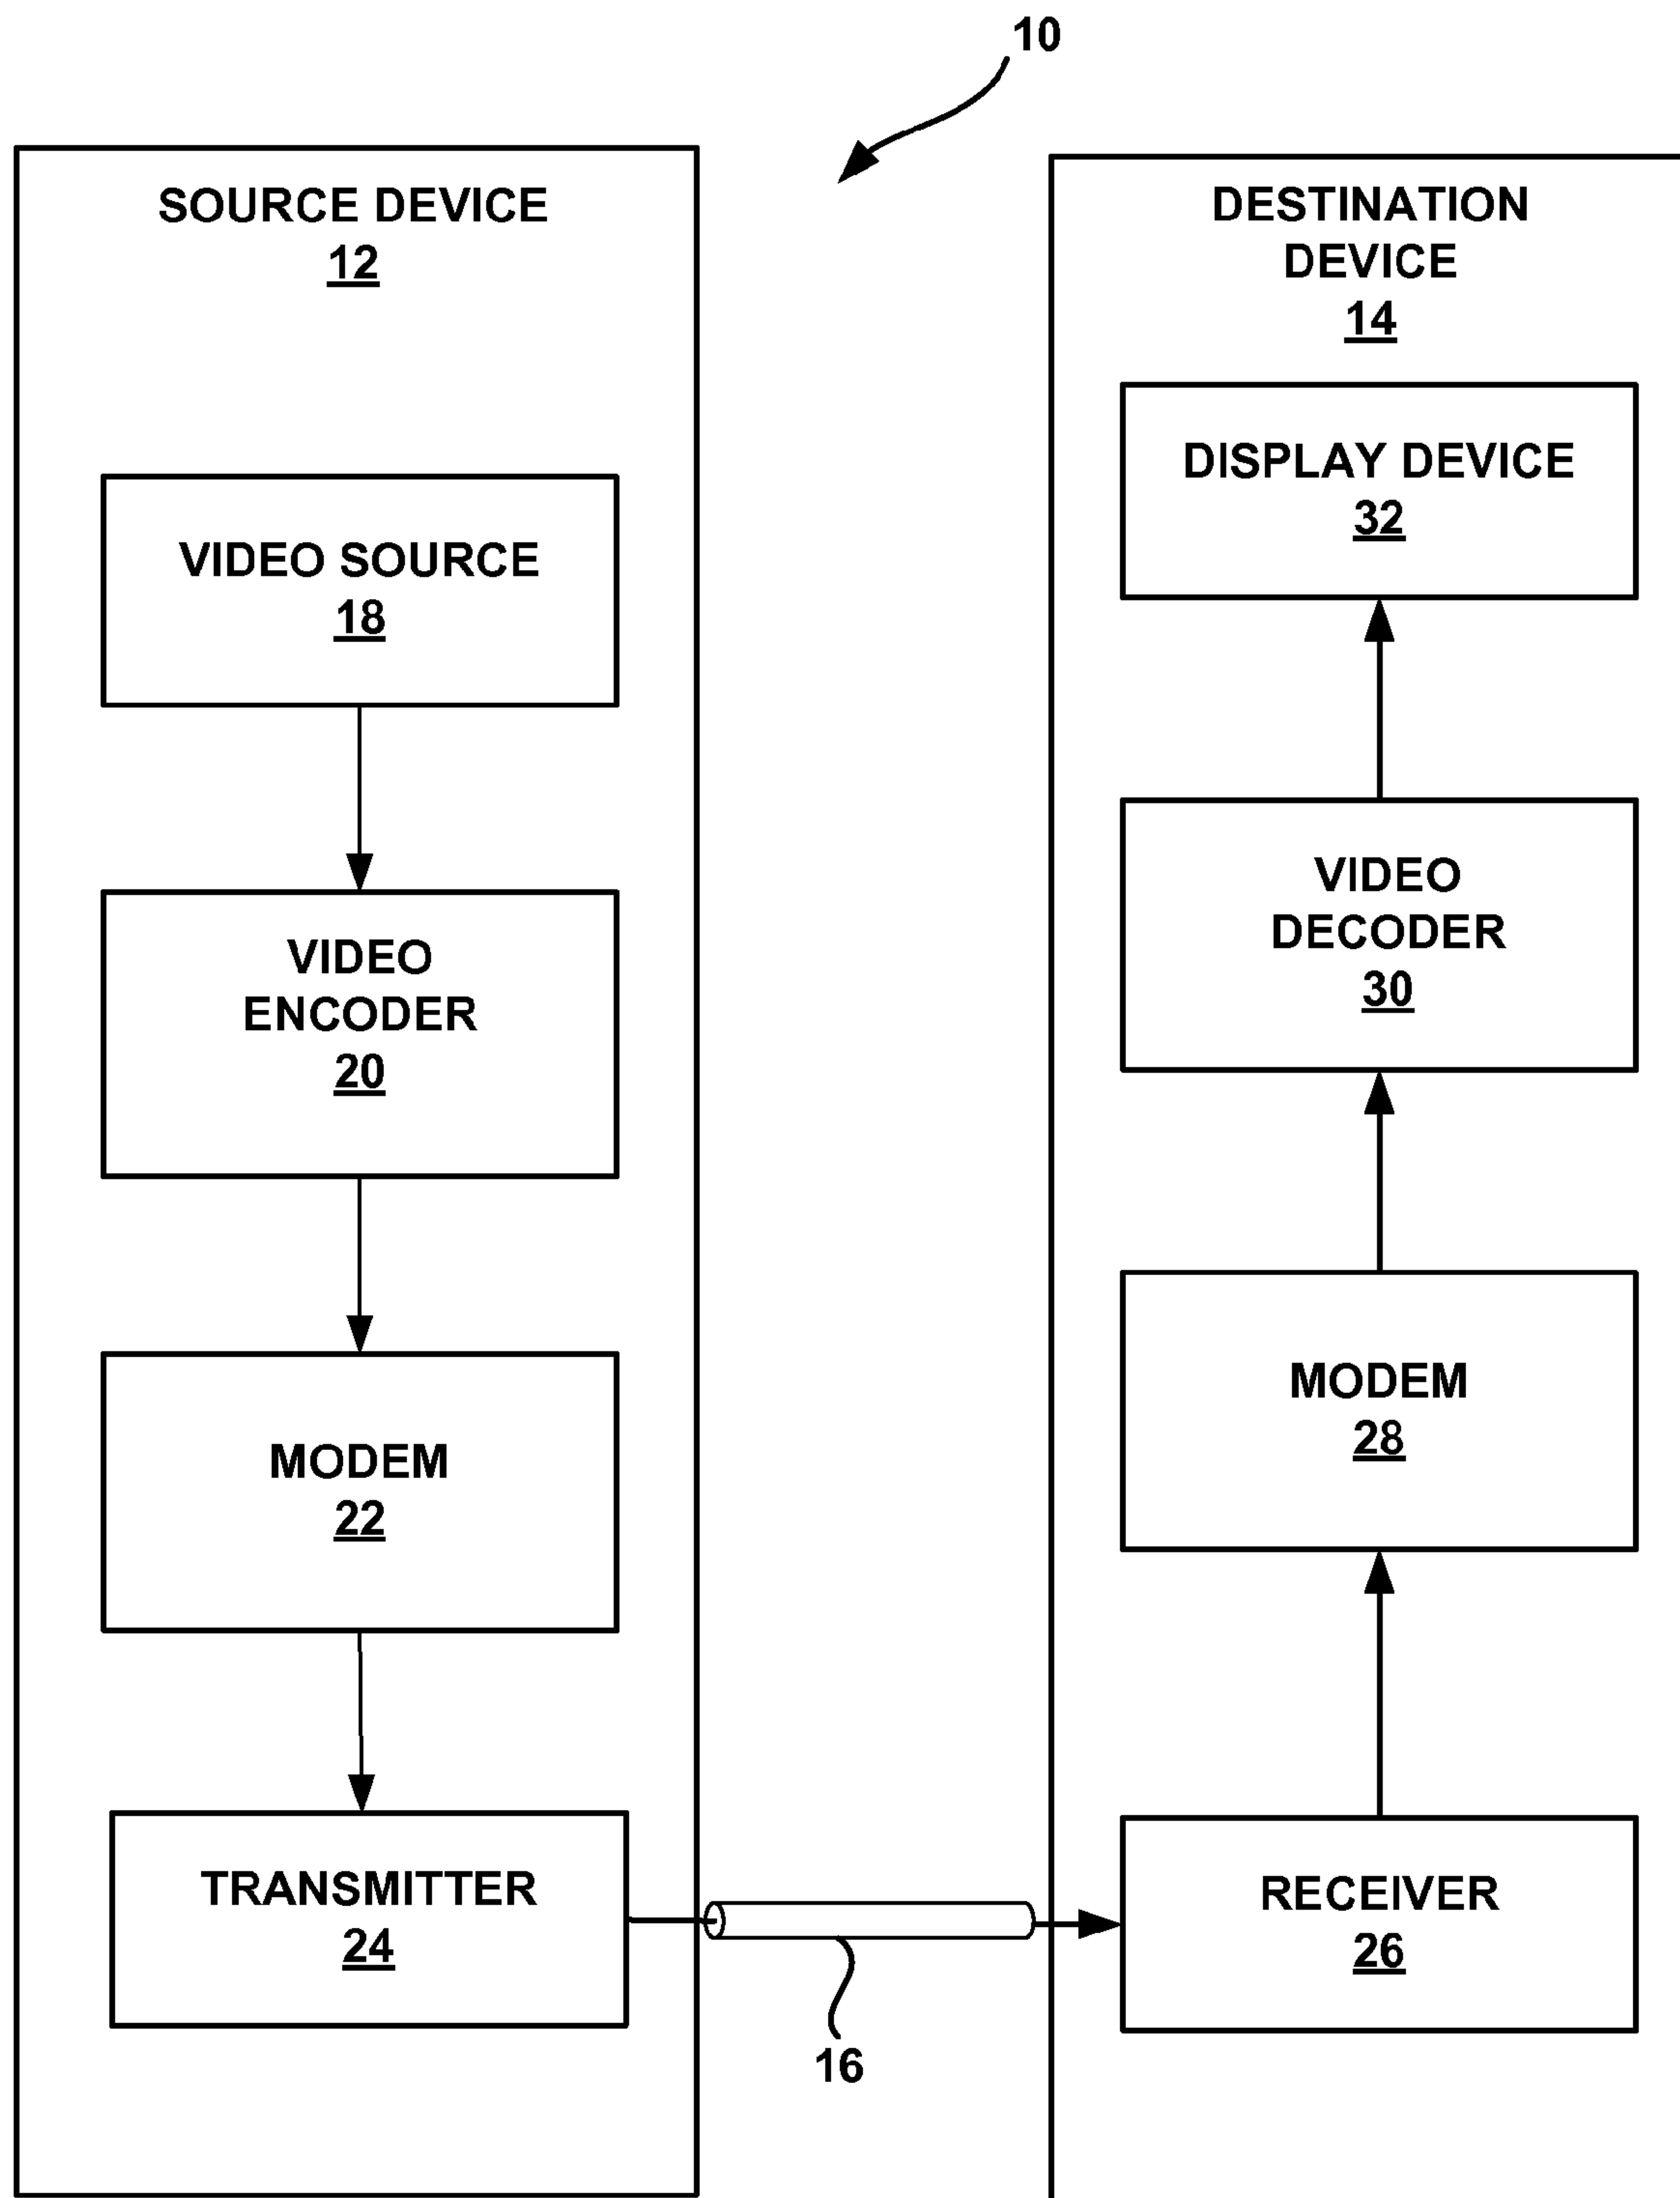 10
SOURCE DEVICE
12
VIDEO SOURCE
18
VIDEO
ENCODER
20
MODEM
22
TRANSMITTER
24
16
DESTINATION
DEVICE
14
DISPLAY DEVICE
32
VIDEO
DECODER
30
MODEM
28
RECEIVER
26